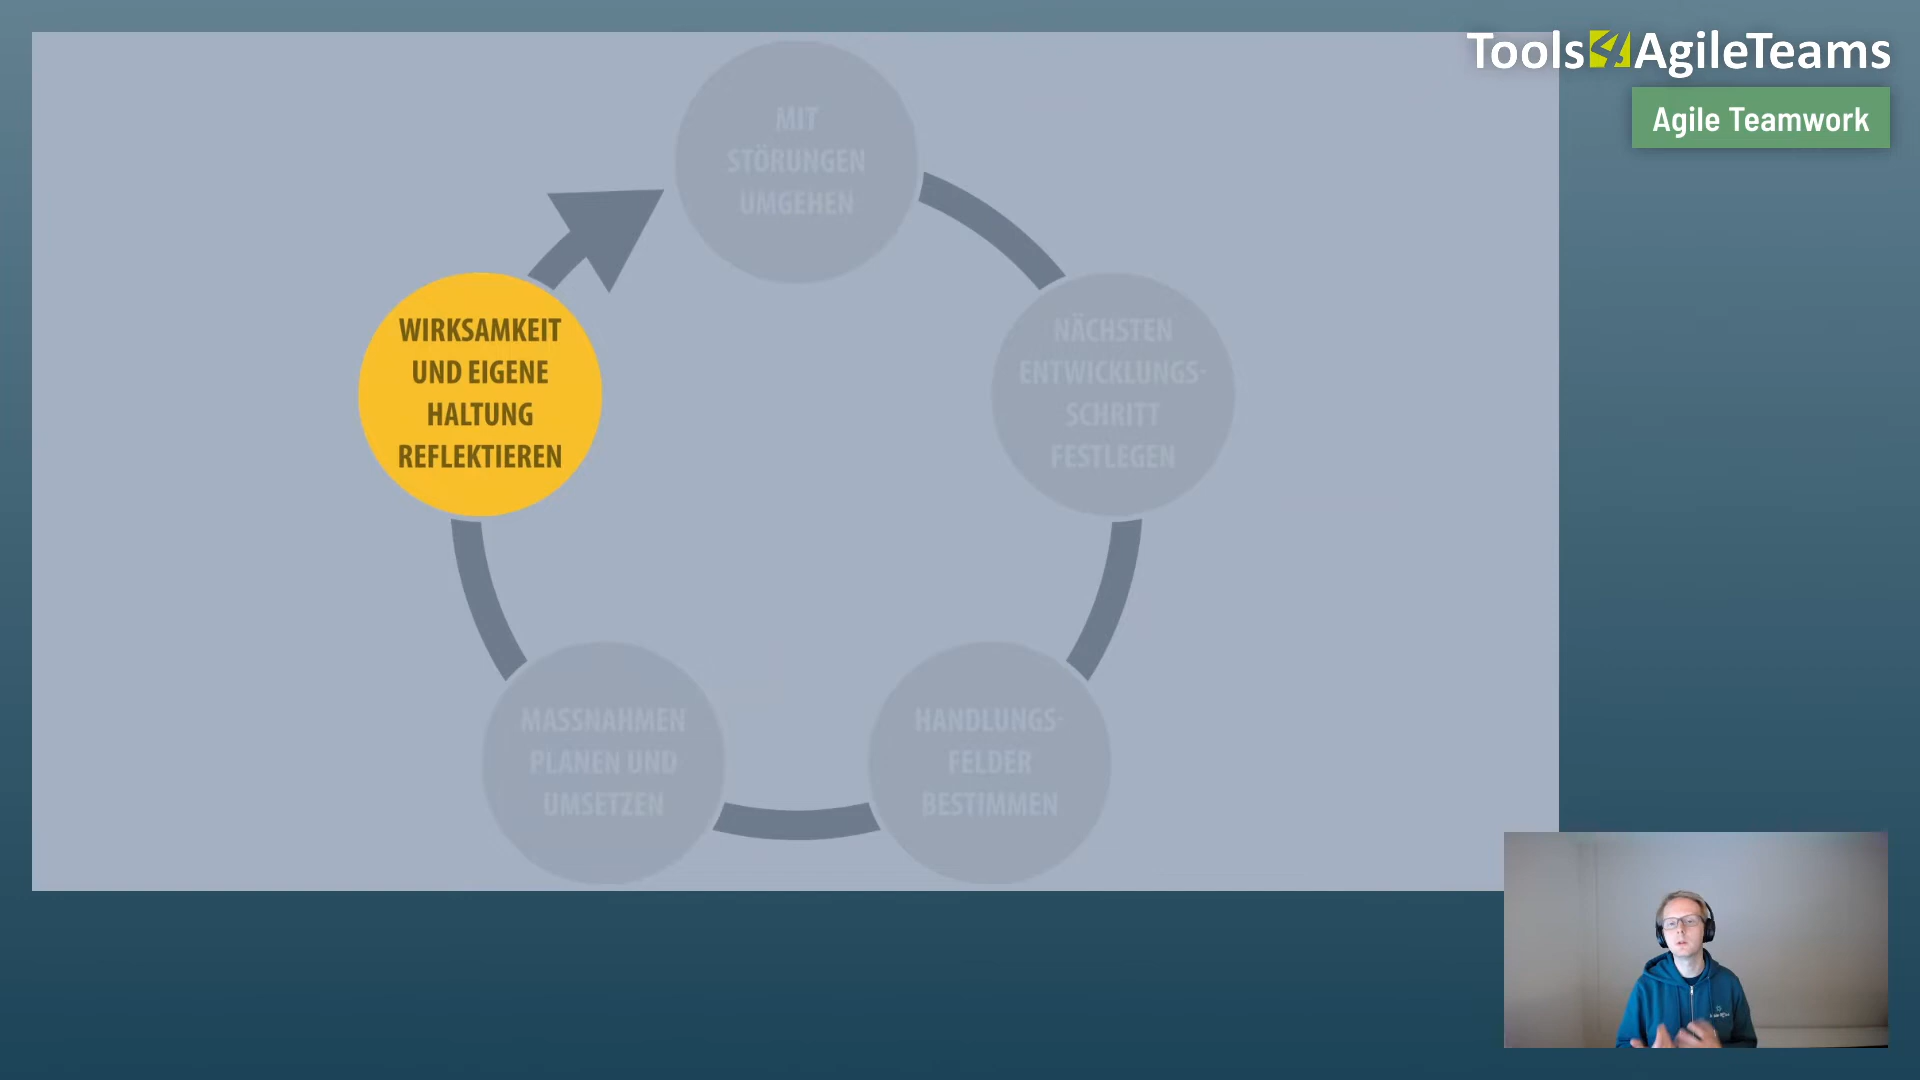 Tools4AgileTeams
Agile Teamwork
MIT
STÖRUNGEN
UMGEHEN
WIRKSAMKEIT
UND EIGENE
HALTUNG
REFLEKTIEREN
NÄCHSTEN
ENTWICKLUNGS-
SCHRITT
FESTLEGEN
MASSNAHMEN
PLANEN UND
UMSETZEN
HANDLUNGS-
FELDER
BESTIMMEN